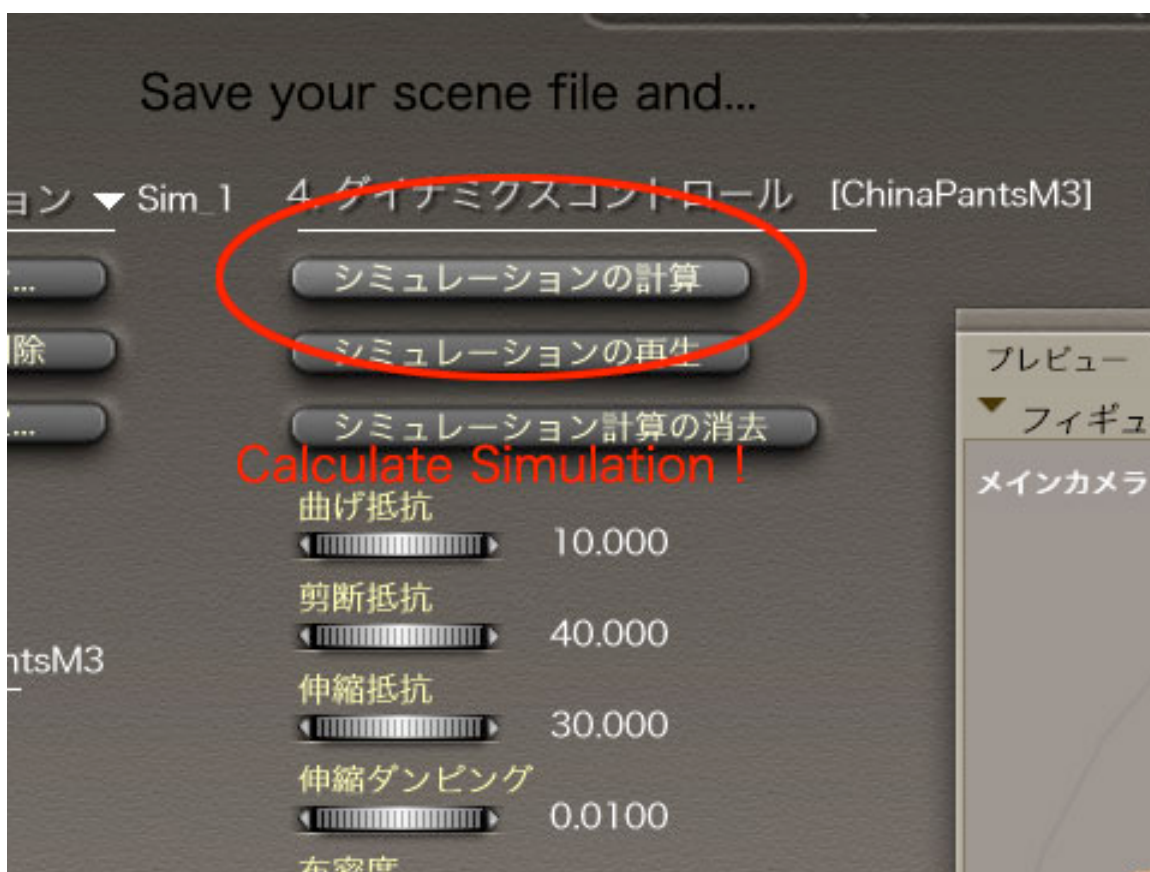 Save your scene file and...
ョン Sim_1 4. ダイナミクスコントロール [ChinaPantsM3]
... シミュレーションの計算
除 シミュレーションの再生
... シミュレーション計算の消去
Calculate Simulation !
プレビュー
フィギュ
メインカメラ
曲げ抵抗
10.000
剪断抵抗
40.000
ntsM3
伸縮抵抗
30.000
伸縮ダンピング
0.0100
布密度